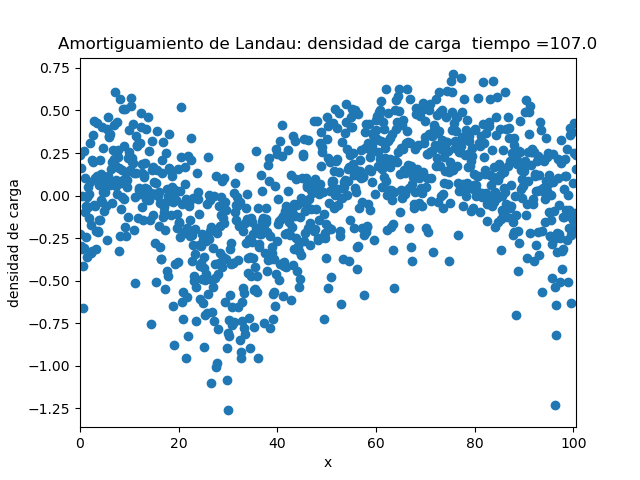 Amortiguamiento de Landau: densidad de carga  tiempo =107.0
densidad de carga
0.75
0.50
0.25
0.00
−0.25
−0.50
−0.75
−1.00
−1.25
0 20 40 60 80 100
x